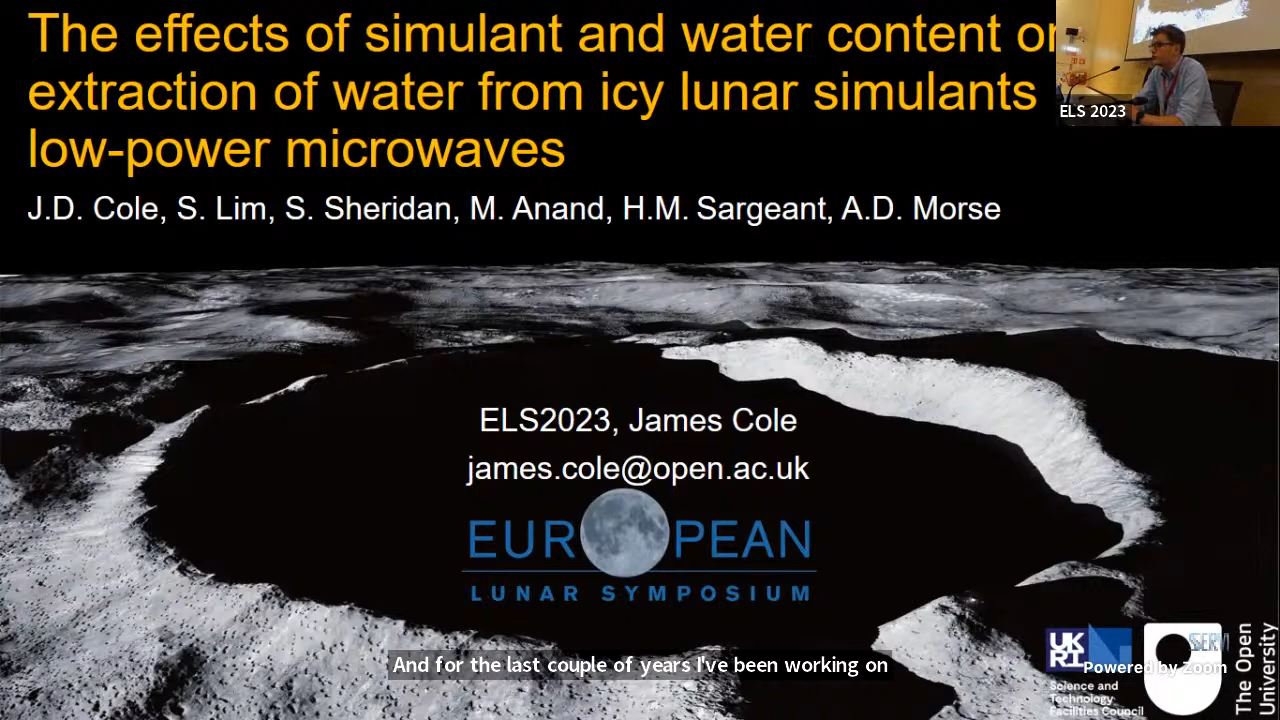 The effects of simulant and water content on
extraction of water from icy lunar simulants
low-power microwaves
J.D. Cole, S. Lim, S. Sheridan, M. Anand, H.M. Sargeant, A.D. Morse
ELS 2023
ELS2023, James Cole
james.cole@open.ac.uk
EUROPEAN
LUNAR SYMPOSIUM
And for the last couple of years I've been working on
UKRI
Science and
Technology
Facilities Council
Powered by Zoom
The Open
University